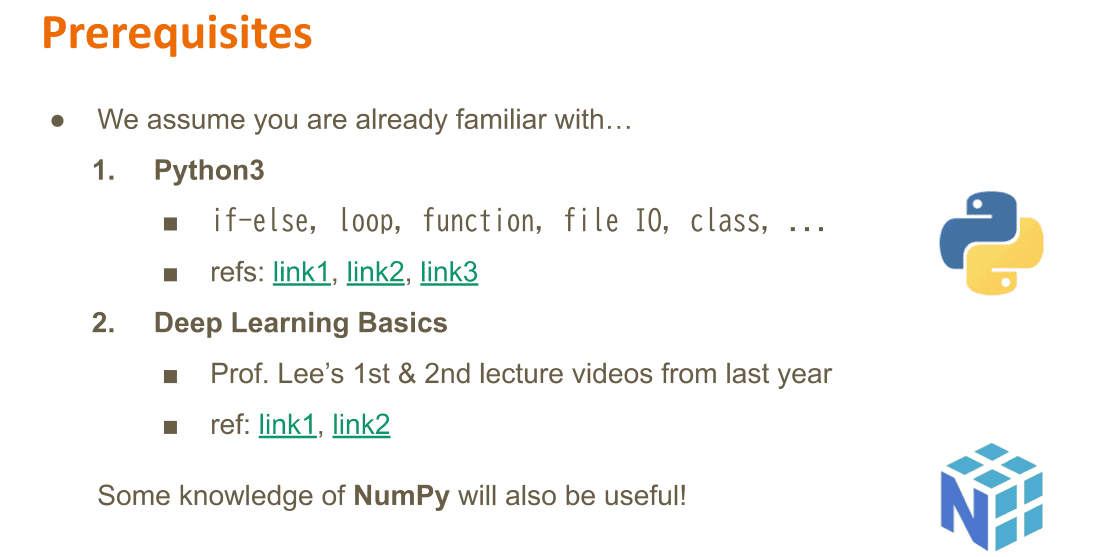 Prerequisites
● We assume you are already familiar with…
1. Python3
■ if-else, loop, function, file IO, class, ...
■ refs: link1, link2, link3
2. Deep Learning Basics
■ Prof. Lee’s 1st & 2nd lecture videos from last year
■ ref: link1, link2
Some knowledge of NumPy will also be useful!
N